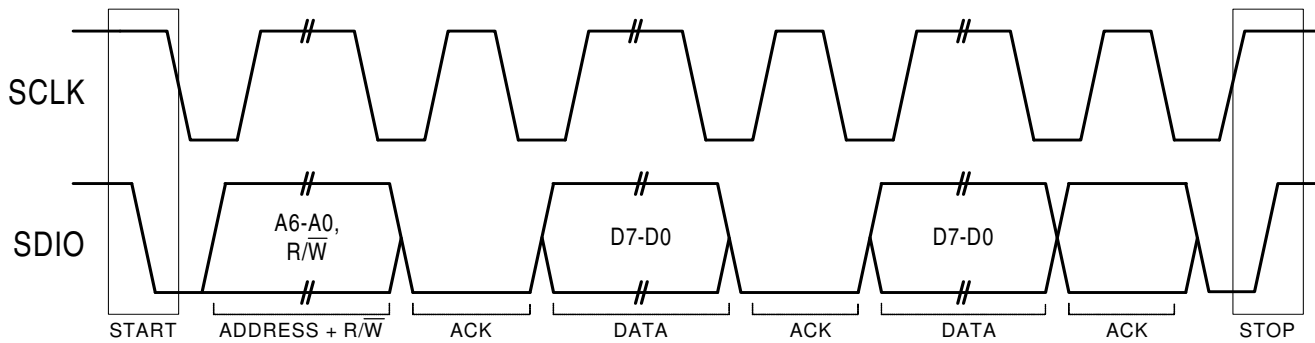 SCLK
SDIO
A6-A0,
R/W̅
D7-D0
D7-D0
START
ADDRESS + R/W̅
ACK
DATA
ACK
DATA
ACK
STOP